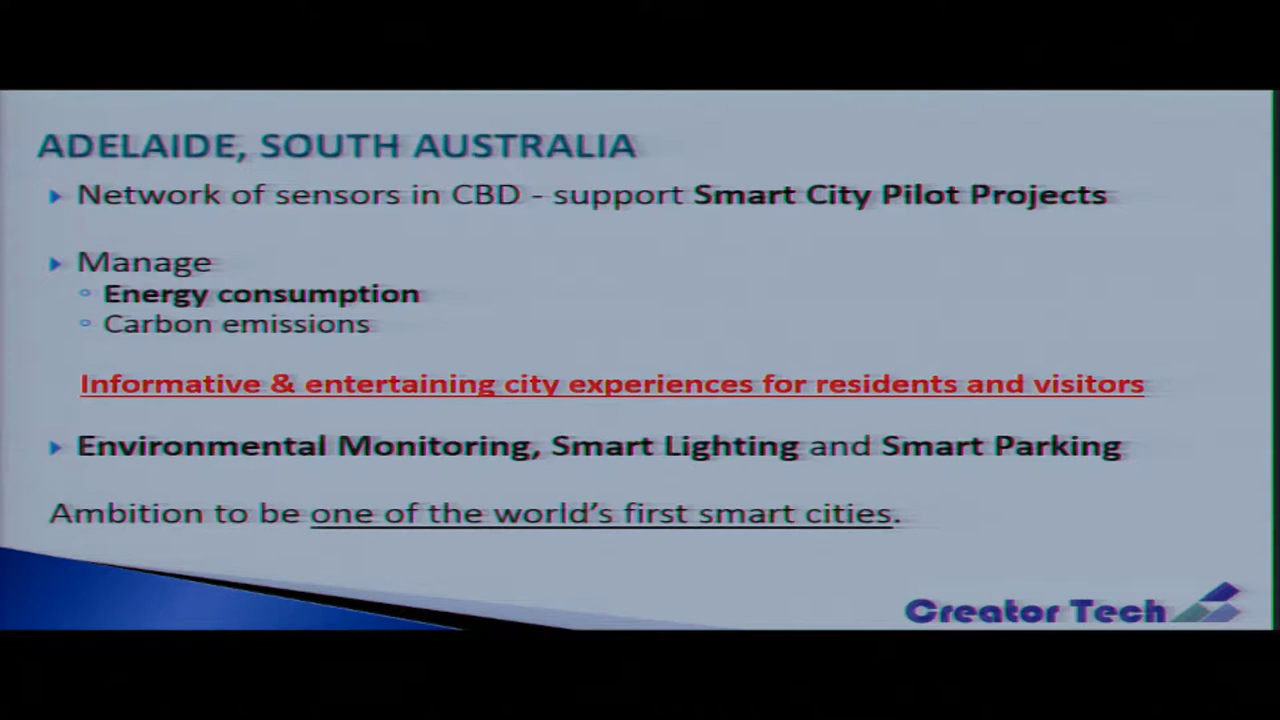 ADELAIDE, SOUTH AUSTRALIA
Network of sensors in CBD - support Smart City Pilot Projects
Manage
Energy consumption
Carbon emissions
Informative & entertaining city experiences for residents and visitors
Environmental Monitoring, Smart Lighting and Smart Parking
Ambition to be one of the world's first smart cities.
Creator Tech